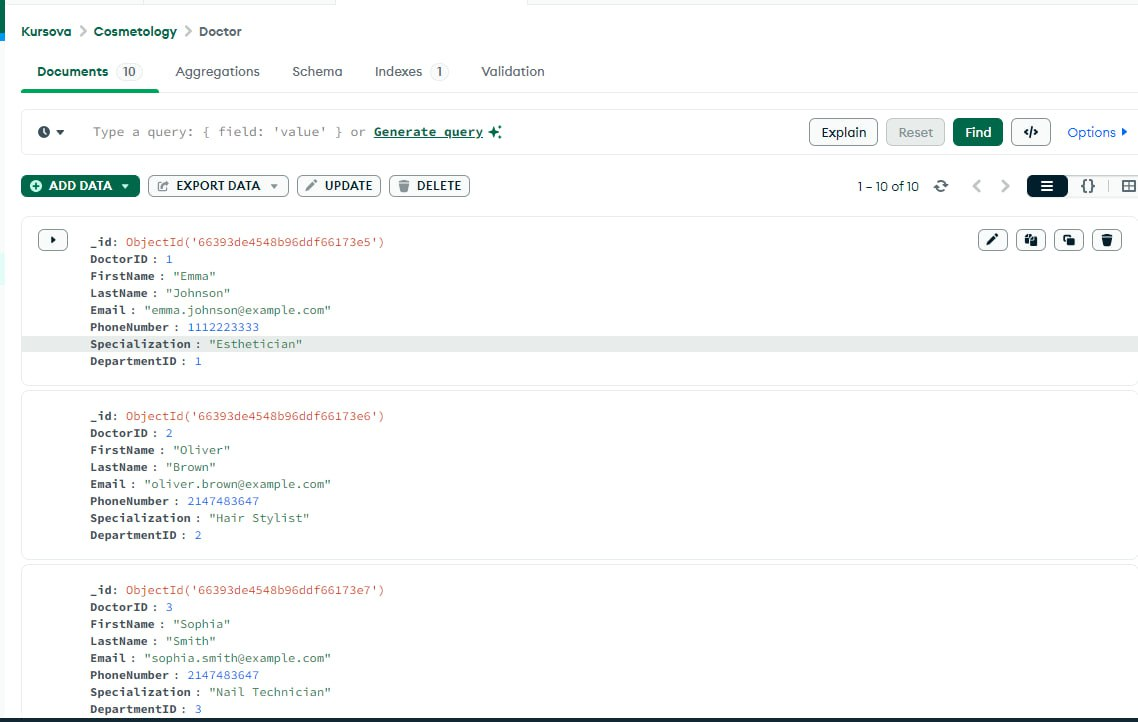 Kursova > Cosmetology > Doctor
Documents 10 Aggregations Schema Indexes 1 Validation
Type a query: { field: 'value' } or Generate query Explain Reset Find </> Options
ADD DATA EXPORT DATA UPDATE DELETE 1 – 10 of 10 {}
_id: ObjectId('66393de4548b96ddf66173e5')
DoctorID : 1
FirstName : "Emma"
LastName : "Johnson"
Email : "emma.johnson@example.com"
PhoneNumber : 1112223333
Specialization : "Esthetician"
DepartmentID : 1
_id: ObjectId('66393de4548b96ddf66173e6')
DoctorID : 2
FirstName : "Oliver"
LastName : "Brown"
Email : "oliver.brown@example.com"
PhoneNumber : 2147483647
Specialization : "Hair Stylist"
DepartmentID : 2
_id: ObjectId('66393de4548b96ddf66173e7')
DoctorID : 3
FirstName : "Sophia"
LastName : "Smith"
Email : "sophia.smith@example.com"
PhoneNumber : 2147483647
Specialization : "Nail Technician"
DepartmentID : 3